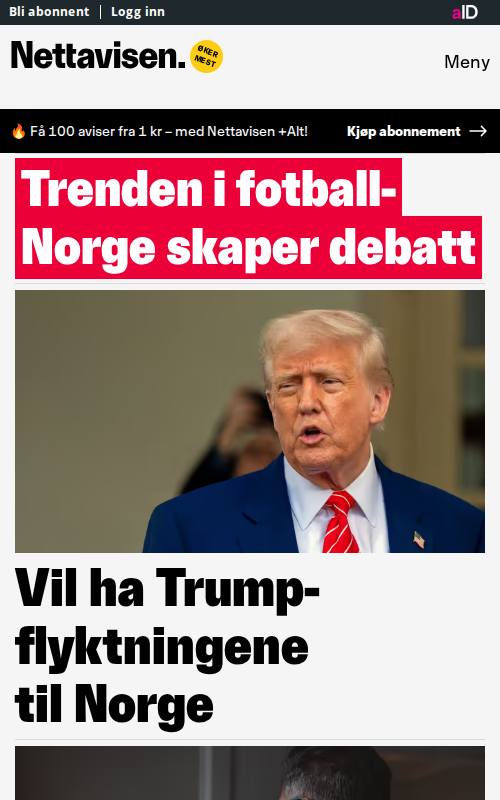 Bli abonnent | Logg inn
aID
Nettavisen.
ØKER
MEST
Meny
🔥 Få 100 aviser fra 1 kr – med Nettavisen +Alt!
Kjøp abonnement →
Trenden i fotball-
Norge skaper debatt
Vil ha Trump-
flyktningene
til Norge